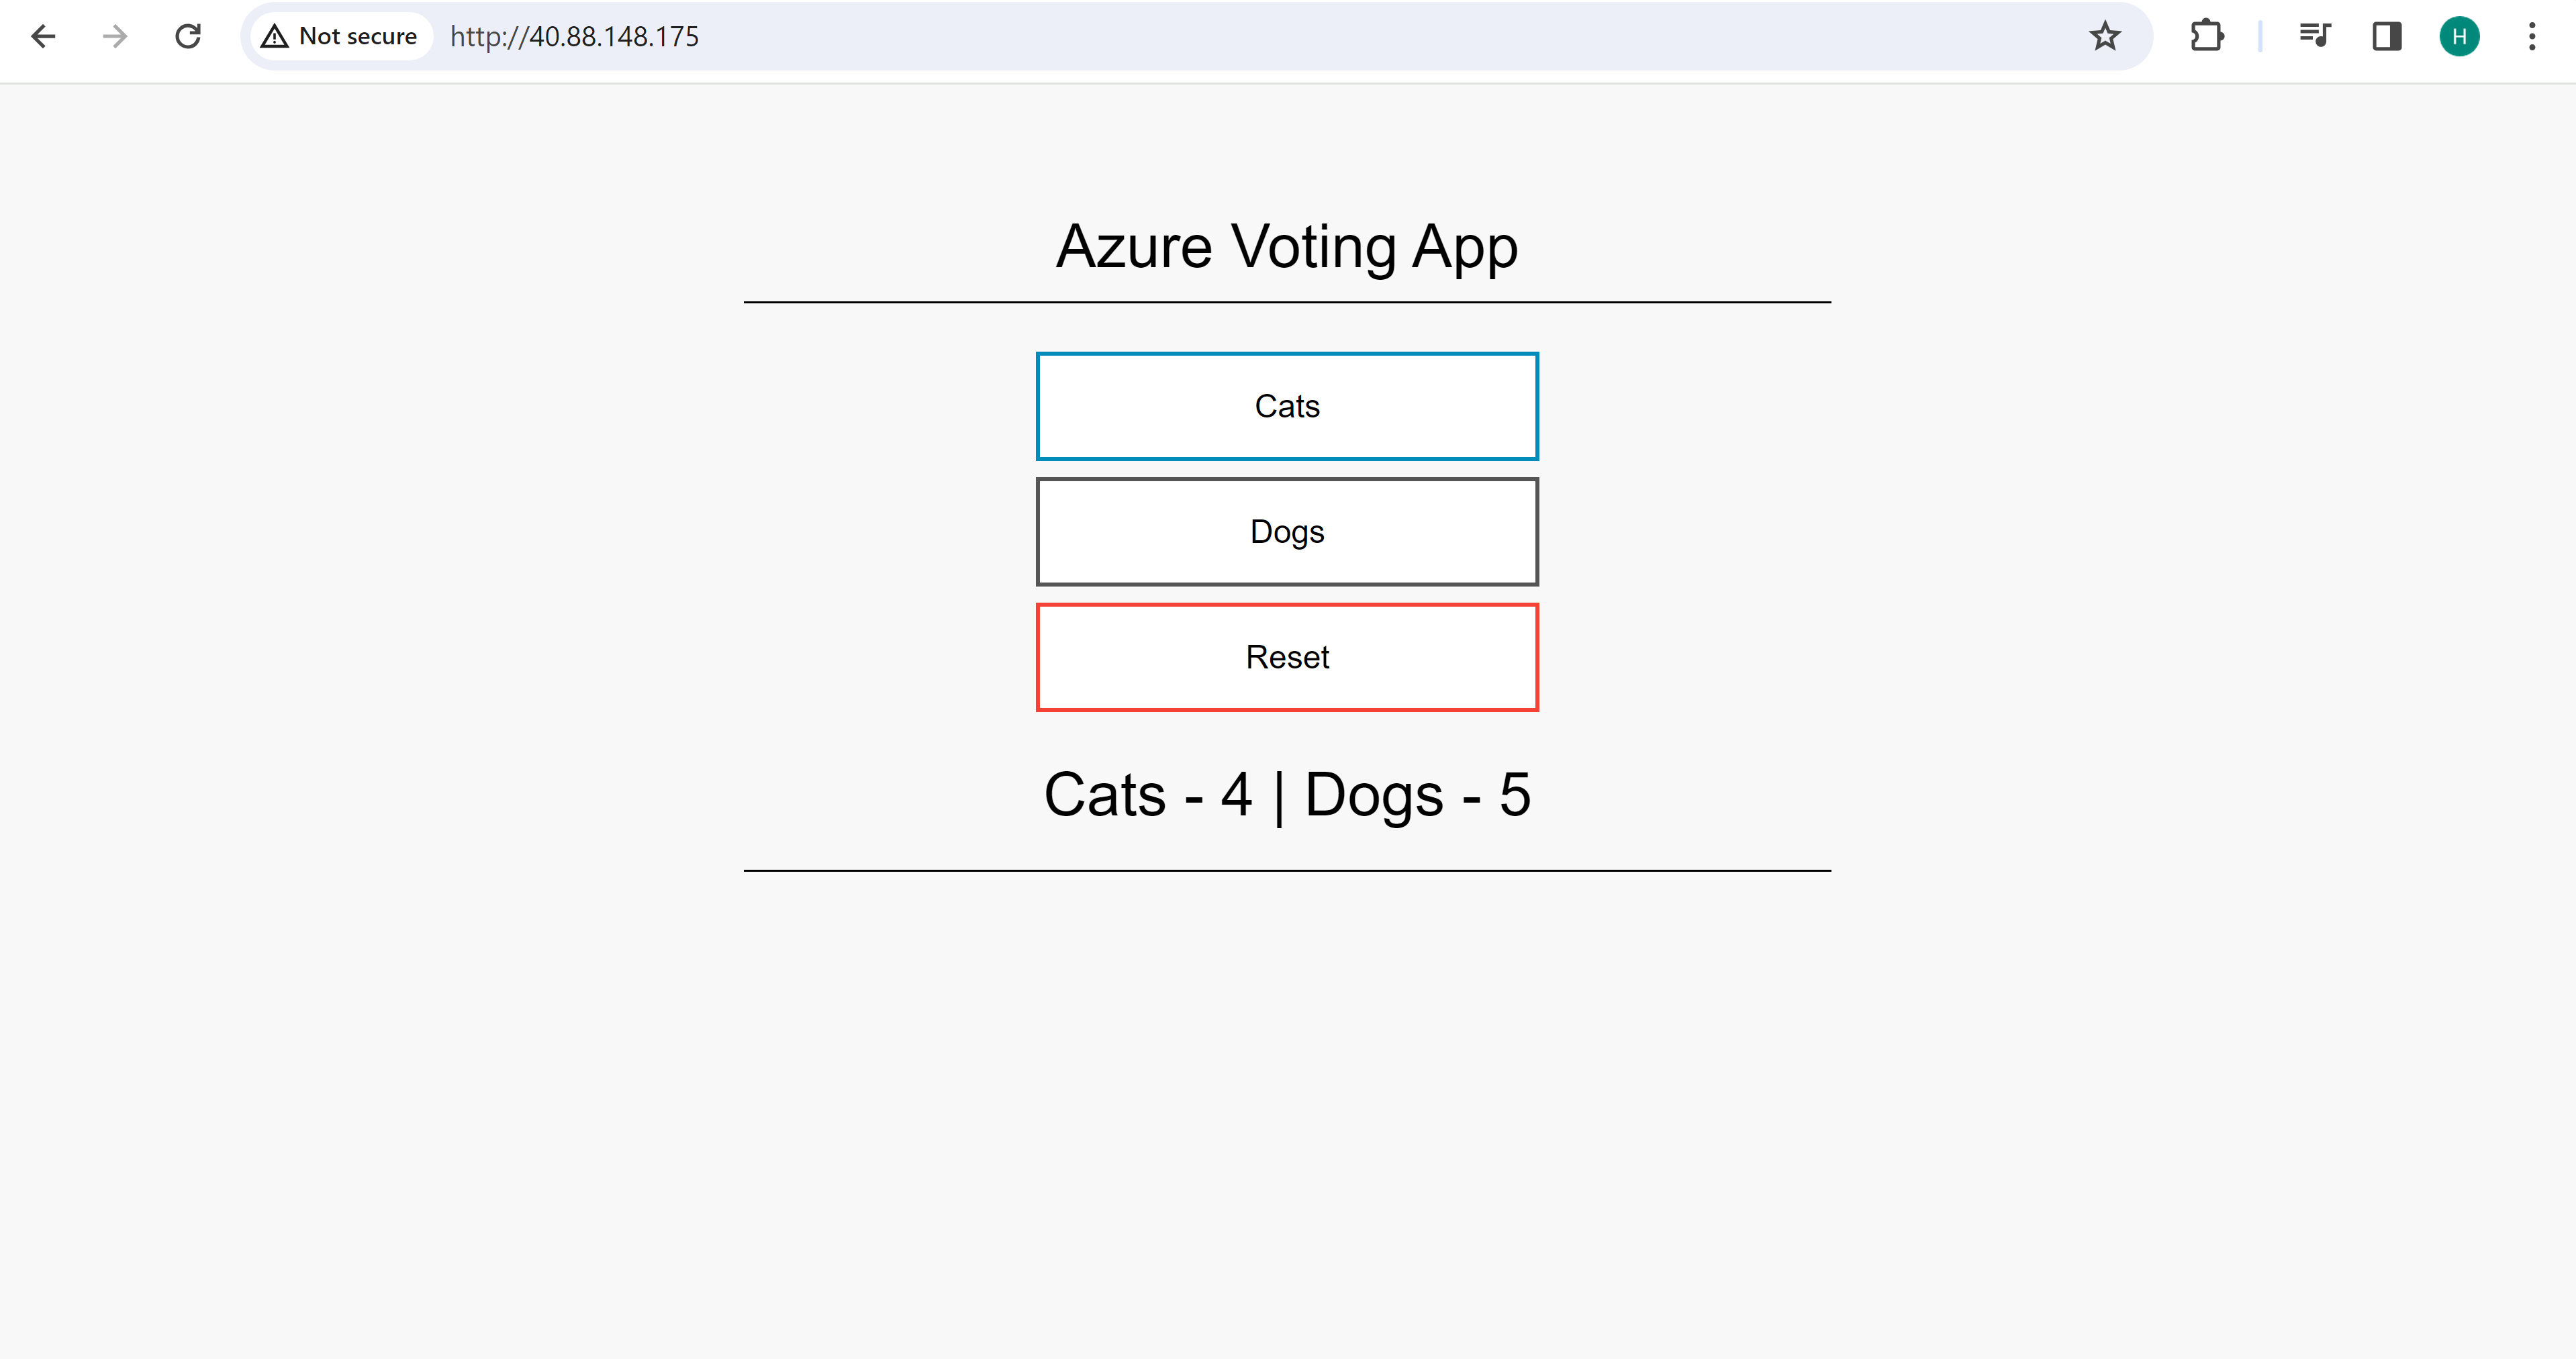 Not secure http://40.88.148.175
H
Azure Voting App
Cats
Dogs
Reset
Cats - 4 | Dogs - 5